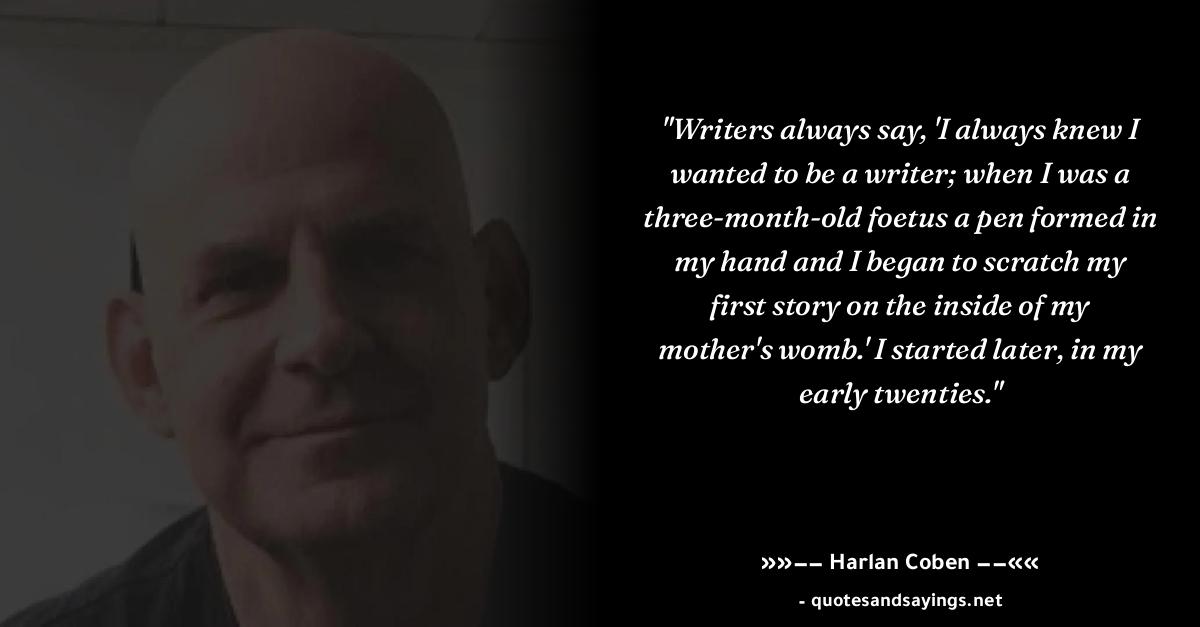 "Writers always say, 'I always knew I
wanted to be a writer; when I was a
three-month-old foetus a pen formed in
my hand and I began to scratch my
first story on the inside of my
mother's womb.' I started later, in my
early twenties."
»»−− Harlan Coben −−««
- quotesandsayings.net